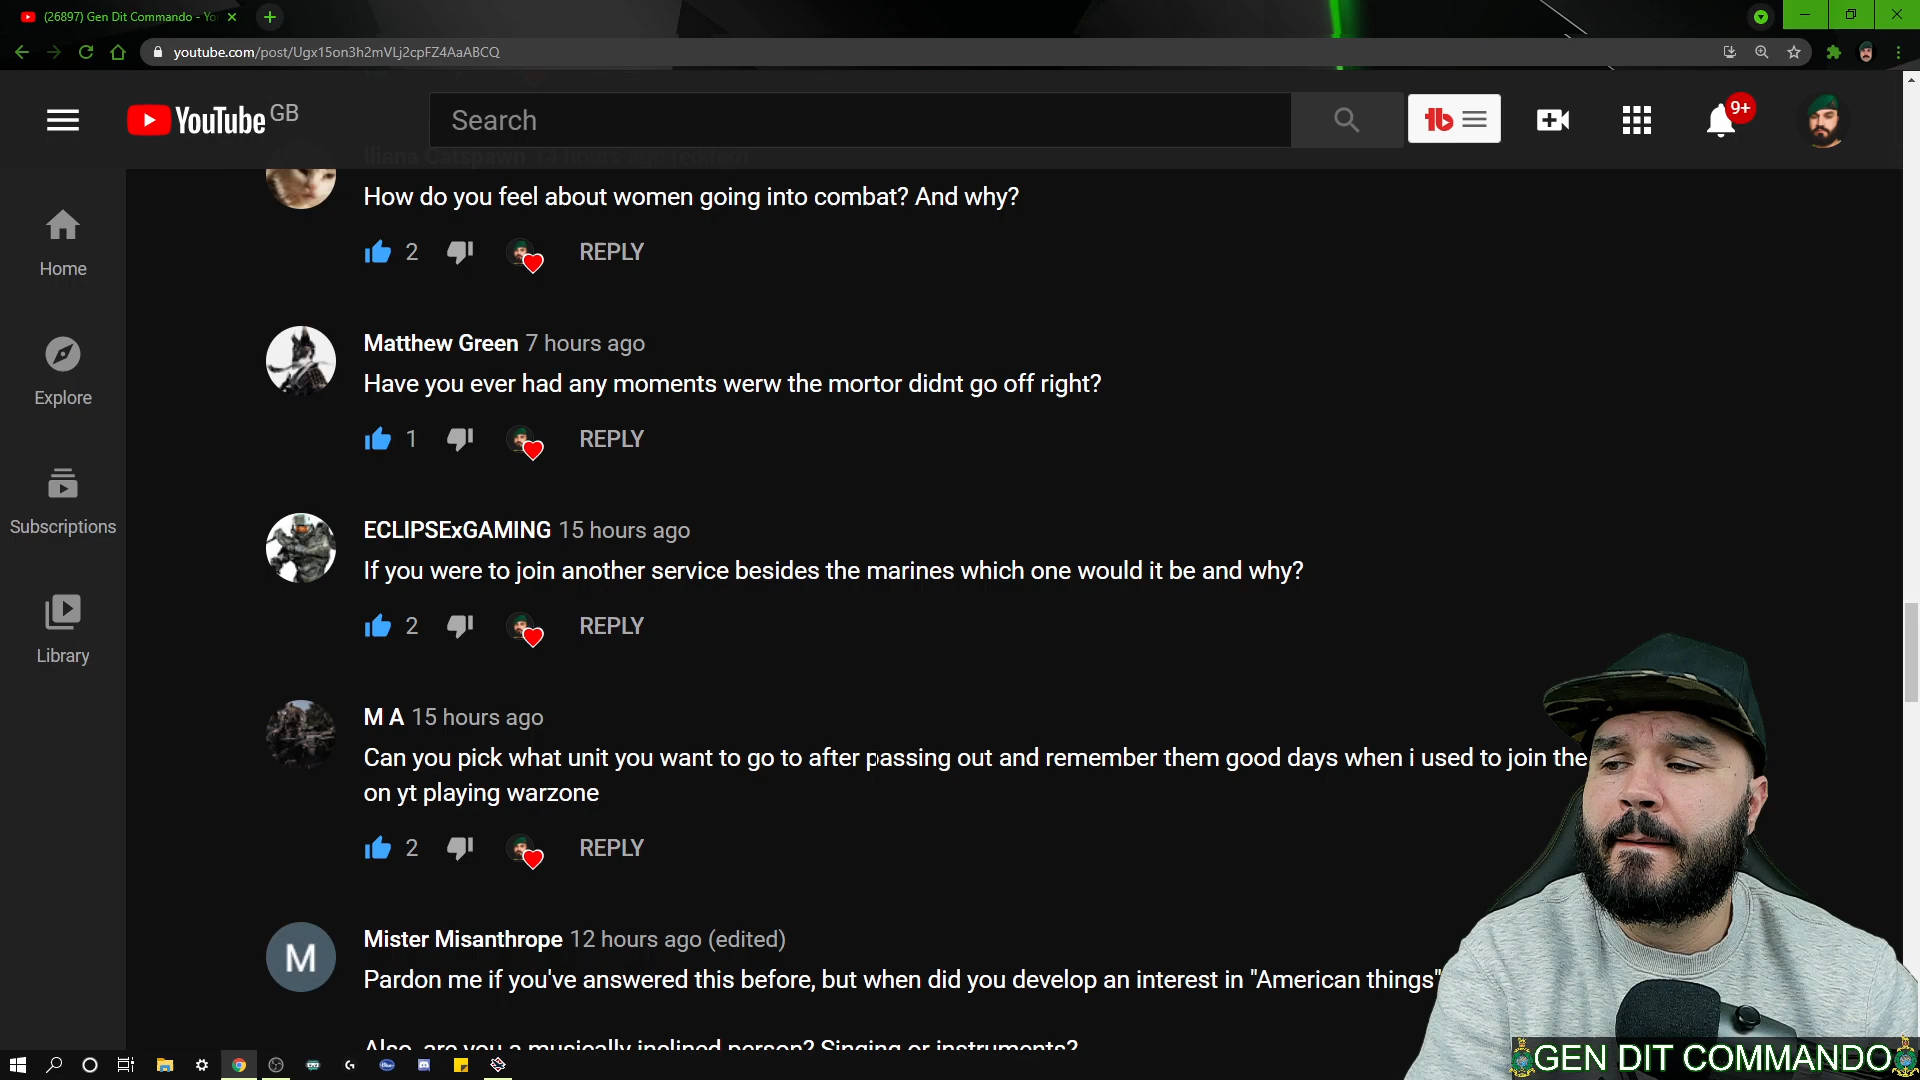 (26897) Gen Dit Commando - Yo
youtube.com/post/Ugx15on3h2mVLj2cpFZ4AaABCQ
YouTube GB
Search
9+
Iliana Catspawn 14 hours ago (edited)
How do you feel about women going into combat? And why?
2 REPLY
Matthew Green 7 hours ago
Have you ever had any moments werw the mortor didnt go off right?
1 REPLY
ECLIPSExGAMING 15 hours ago
If you were to join another service besides the marines which one would it be and why?
2 REPLY
M A 15 hours ago
Can you pick what unit you want to go to after passing out and remember them good days when i used to join the
on yt playing warzone
2 REPLY
M
Mister Misanthrope 12 hours ago (edited)
Pardon me if you've answered this before, but when did you develop an interest in "American things"
Also, are you a musically inclined person? Singing or instruments?
Home
Explore
Subscriptions
Library
GEN DIT COMMANDO